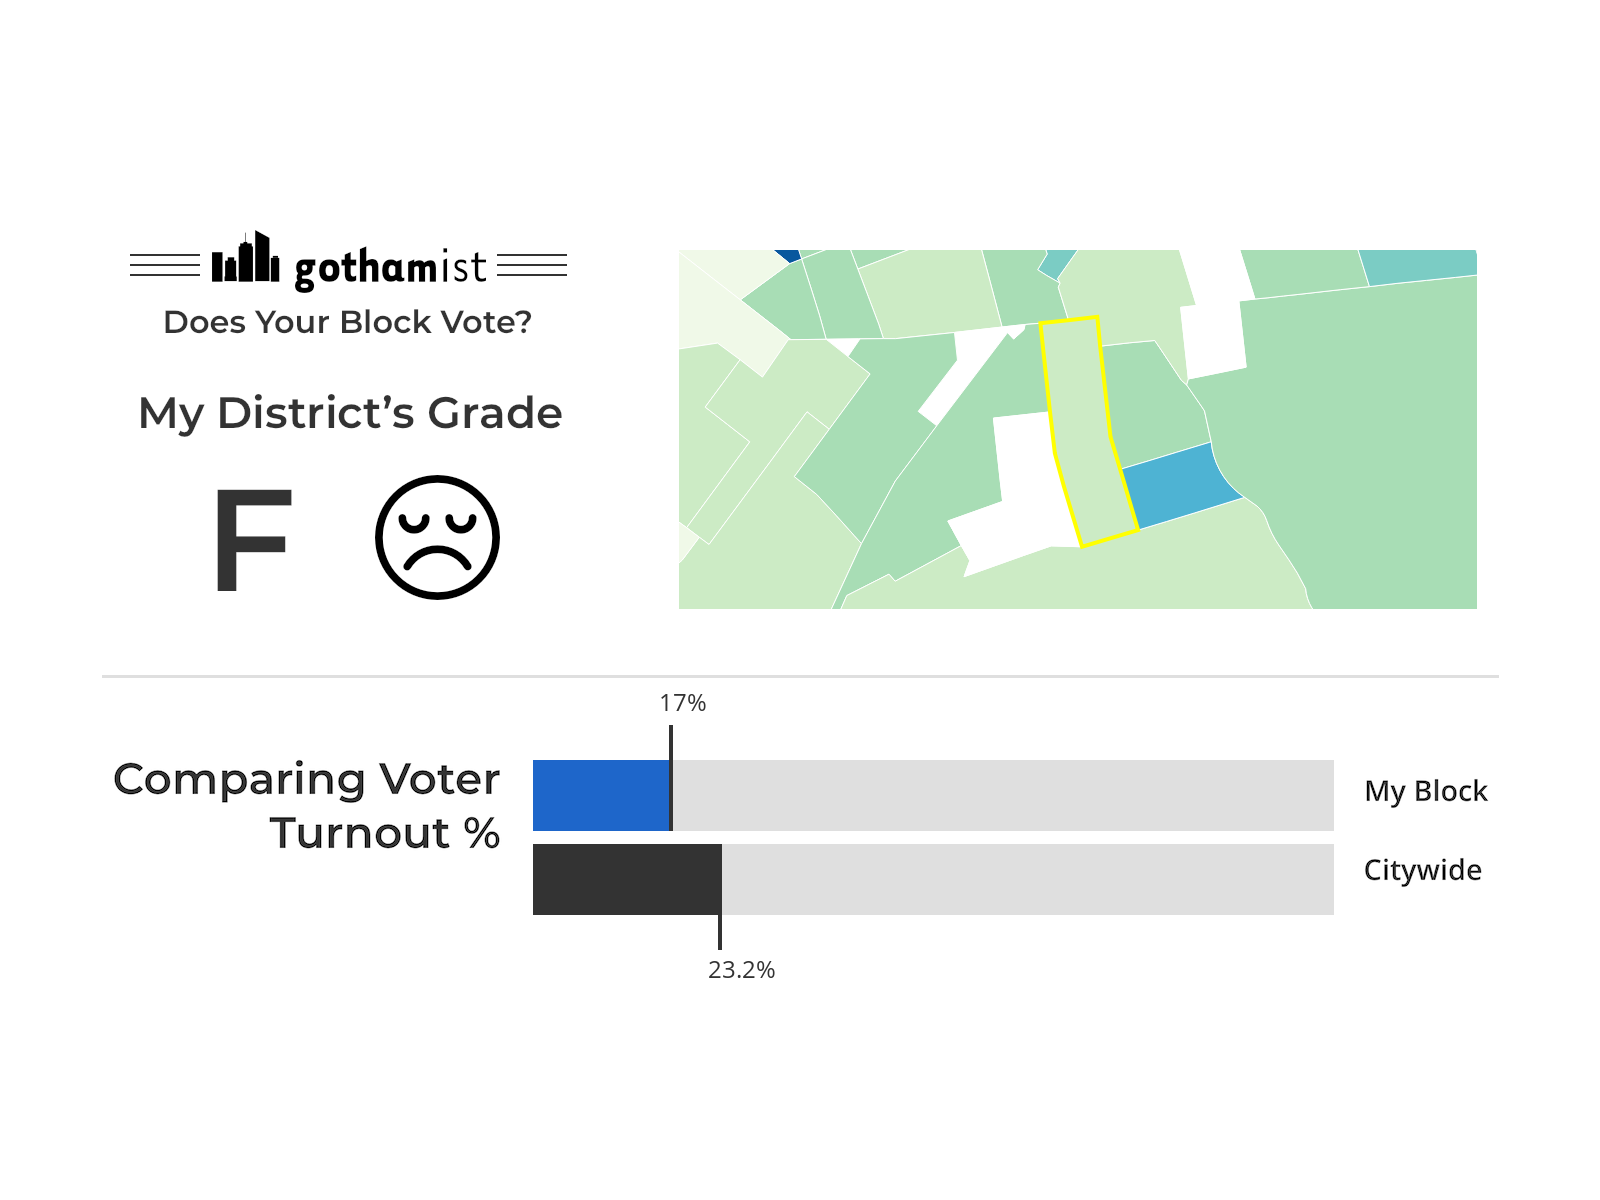 gothamist
Does Your Block Vote?
My District’s Grade
F
17%
Comparing Voter
Turnout %
My Block
Citywide
23.2%